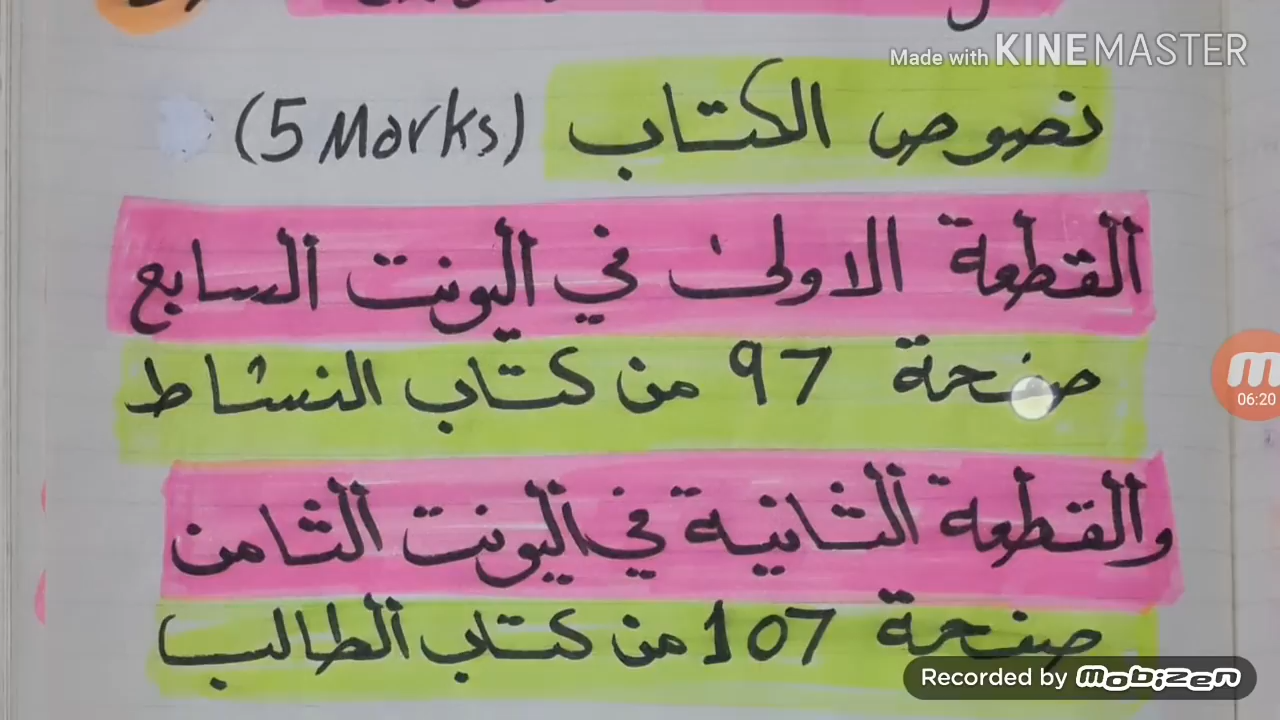 Made with KINEMASTER
نصوص الكتاب (5 Marks)
القطعة الاولى في اليونت السابع
صفحة 97 من كتاب النشاط
والقطعة الثانية في اليونت الثامن
صفحة 107 من كتاب الطالب
06:20
Recorded by mobizen